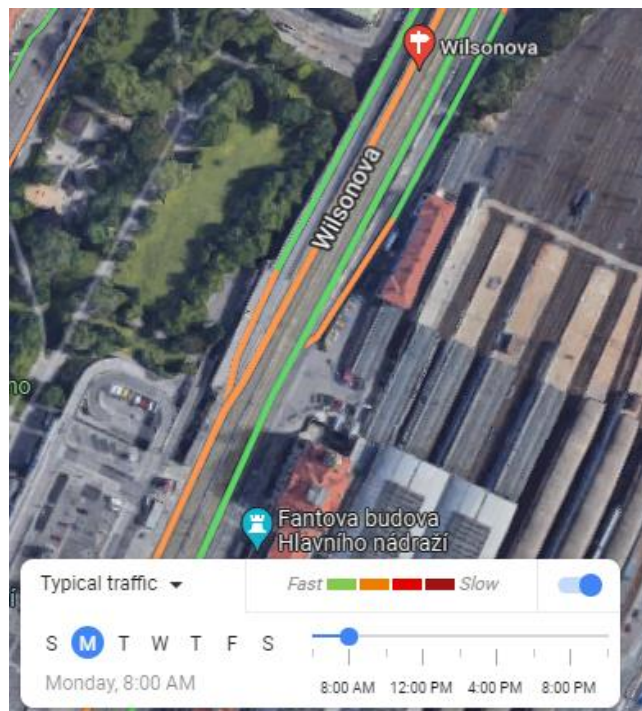 Wilsonova
Wilsonova
no
Fantova budova
Hlavního nádraží
Typical traffic
Fast
Slow
S M T W T F S
Monday, 8:00 AM
8:00 AM 12:00 PM 4:00 PM 8:00 PM